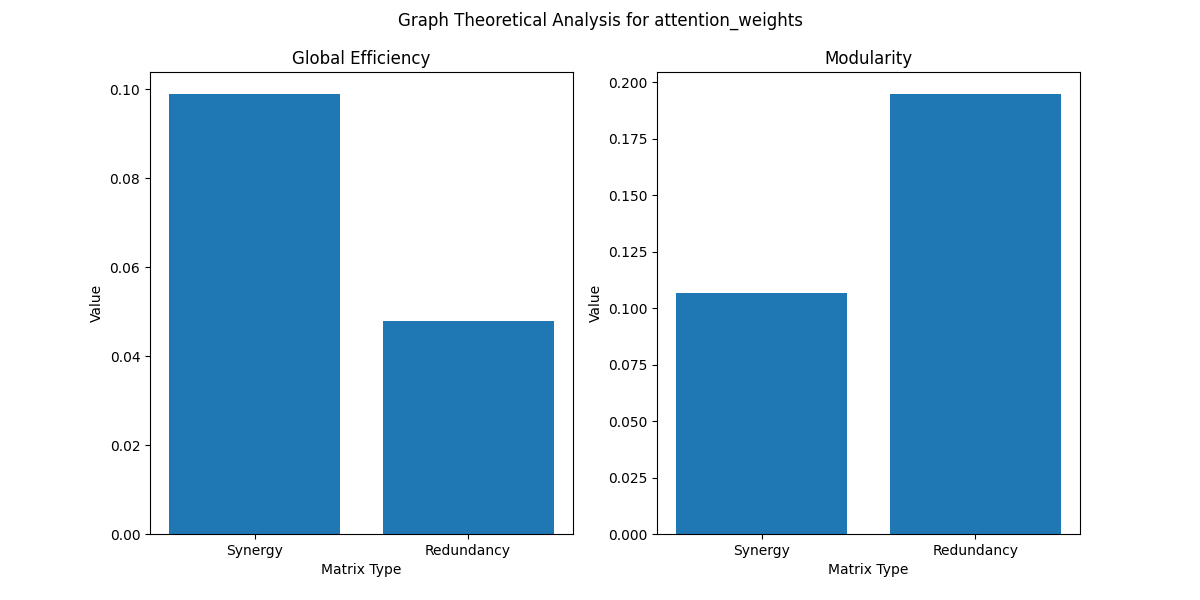 Graph Theoretical Analysis for attention_weights
Global Efficiency
0.10
0.08
0.06
0.04
0.02
0.00
Value
Synergy
Redundancy
Matrix Type
Modularity
0.200
0.175
0.150
0.125
0.100
0.075
0.050
0.025
0.000
Value
Synergy
Redundancy
Matrix Type